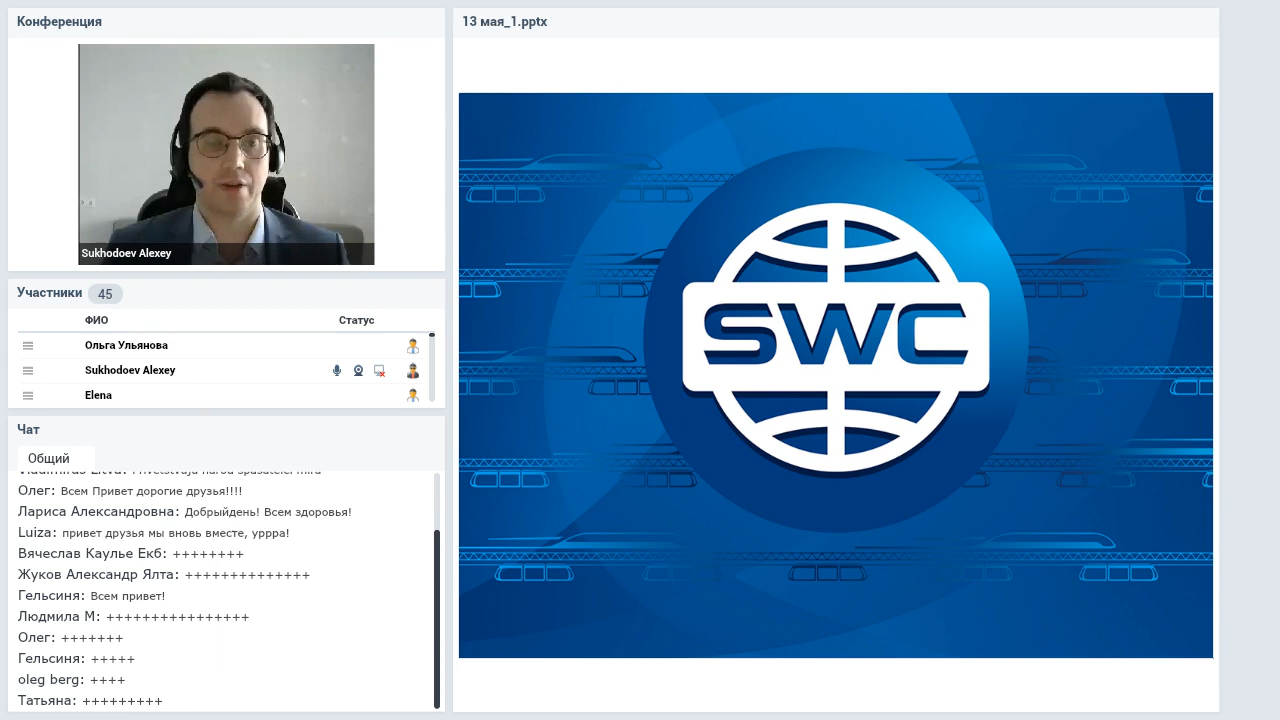 Конференция
Sukhodoev Alexey
Участники 45
ФИО Статус
Ольга Ульянова
Sukhodoev Alexey
Elena
Чат
Общий
Олег: Всем Привет дорогие друзья!!!!
Лариса Александровна: Добрыйдень! Всем здоровья!
Luiza: привет друзья мы вновь вместе, уррра!
Вячеслав Каулье Екб: ++++++++
Жуков Александр Ялта: ++++++++++++++
Гельсиня: Всем привет!
Людмила М: ++++++++++++++++
Олег: +++++++
Гельсиня: +++++
oleg berg: ++++
Татьяна: +++++++++
13 мая_1.pptx
SWC